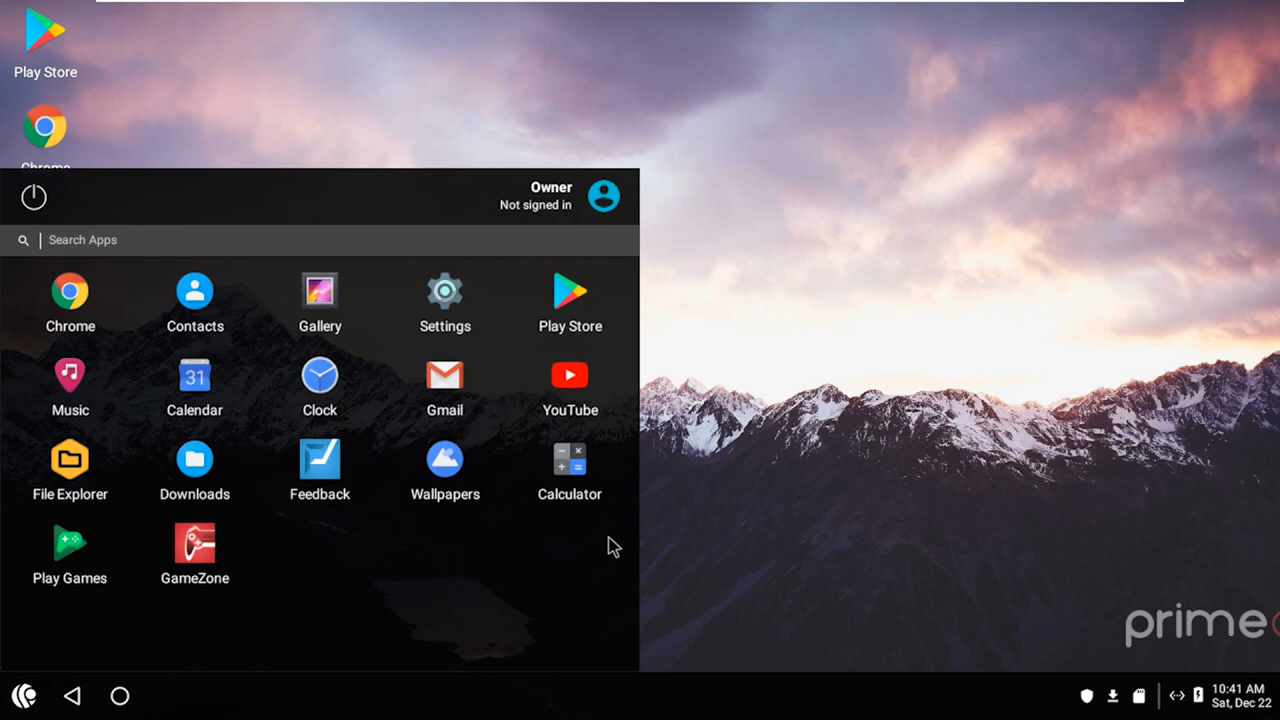 Play Store
Chrome
Owner
Not signed in
Search Apps
Chrome
Contacts
Gallery
Settings
Play Store
Music
31
Calendar
Clock
Gmail
YouTube
File Explorer
Downloads
Feedback
Wallpapers
Calculator
Play Games
GameZone
prime
10:41 AM
Sat, Dec 22